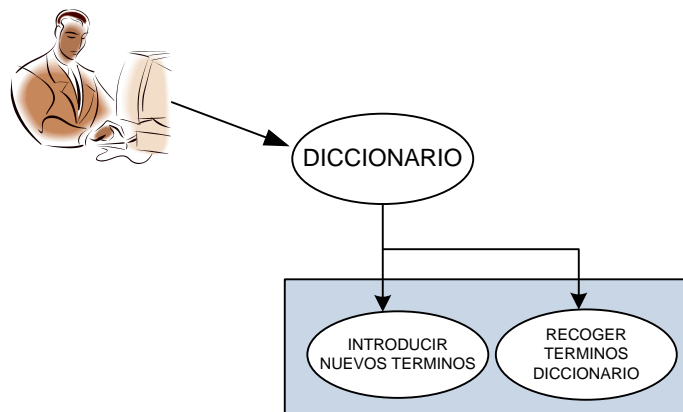 DICCIONARIO
INTRODUCIR
NUEVOS TERMINOS
RECOGER
TERMINOS
DICCIONARIO